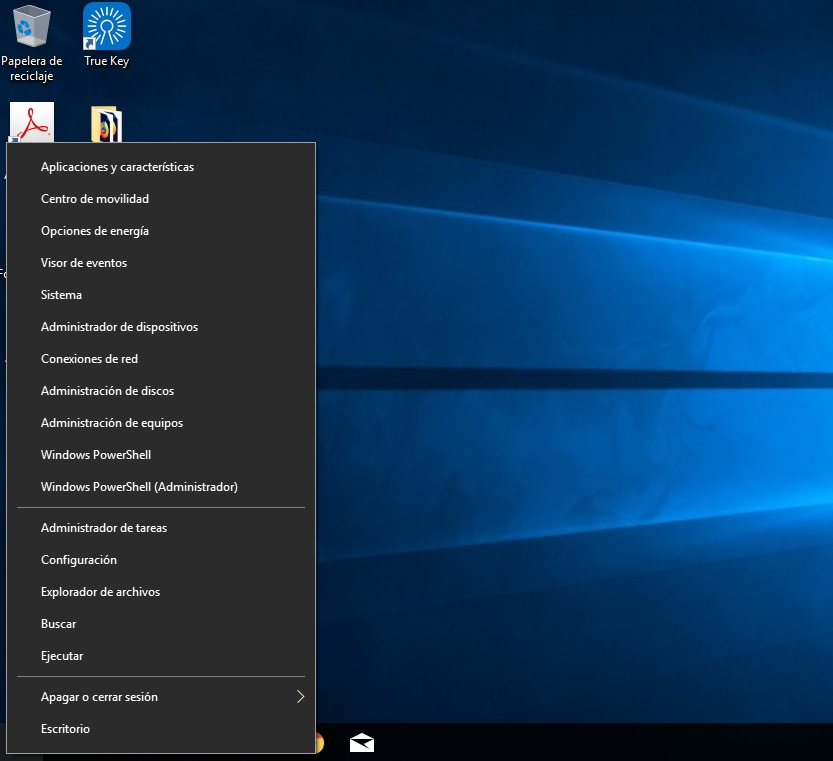 Papelera de
reciclaje
True Key
Aplicaciones y características
Centro de movilidad
Opciones de energía
Visor de eventos
Sistema
Administrador de dispositivos
Conexiones de red
Administración de discos
Administración de equipos
Windows PowerShell
Windows PowerShell (Administrador)
Administrador de tareas
Configuración
Explorador de archivos
Buscar
Ejecutar
Apagar o cerrar sesión
Escritorio